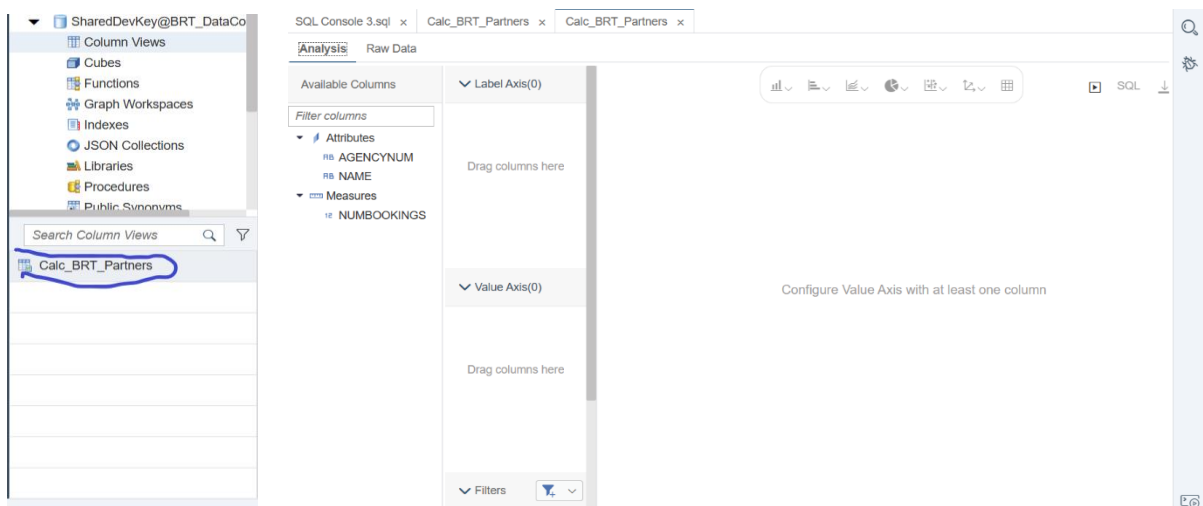 SharedDevKey@BRT_DataCo
Column Views
Cubes
Functions
Graph Workspaces
Indexes
JSON Collections
Libraries
Procedures
Public Synonyms
Search Column Views
Calc_BRT_Partners
SQL Console 3.sql x Calc_BRT_Partners x Calc_BRT_Partners x
Analysis Raw Data
Available Columns
Filter columns
Attributes
AB AGENCYNUM
AB NAME
Measures
12 NUMBOOKINGS
Label Axis(0)
Drag columns here
Value Axis(0)
Drag columns here
Filters
SQL
Configure Value Axis with at least one column